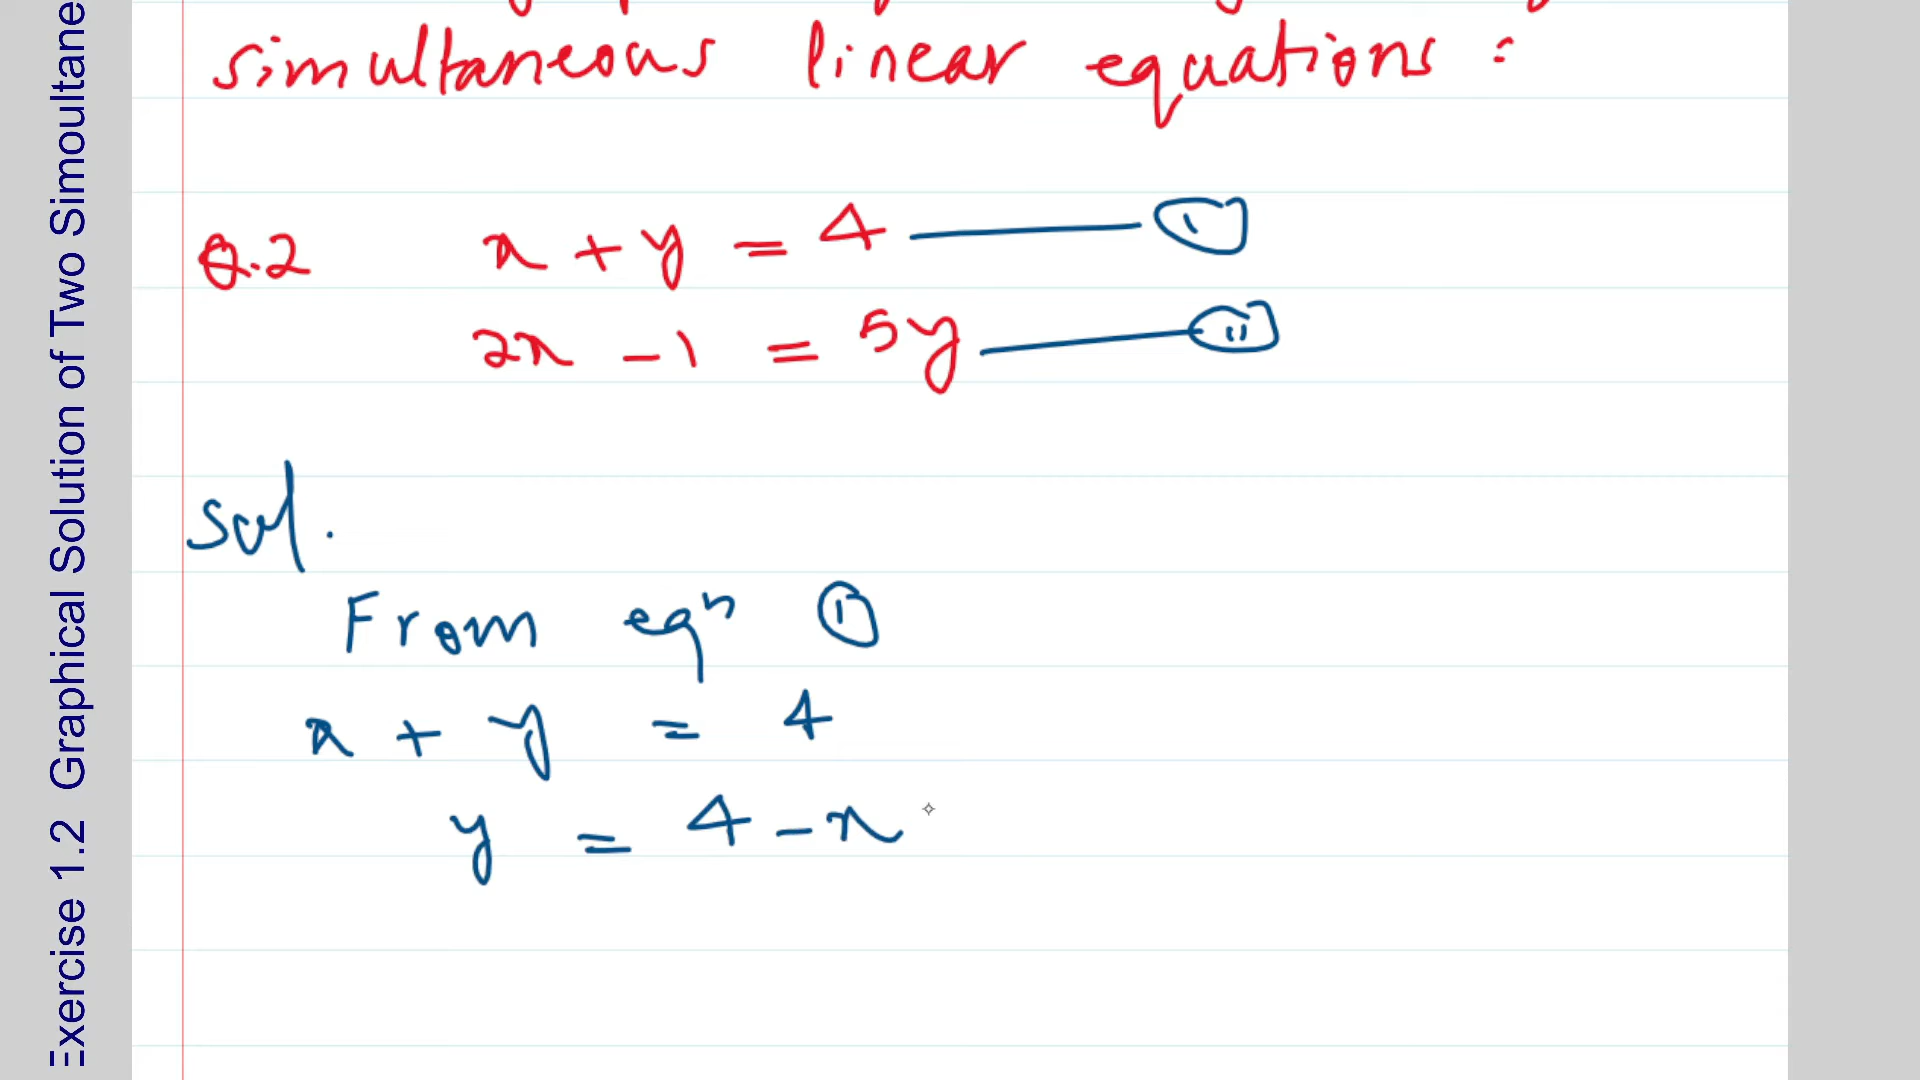 Exercise 1.2 Graphical Solution of Two Simoultane
simultaneous linear equations :
Q.2 x + y = 4 — (i)
2x - 1 = 5y — (ii)
Sol.
From eqⁿ (i)
x + y = 4
y = 4 - x